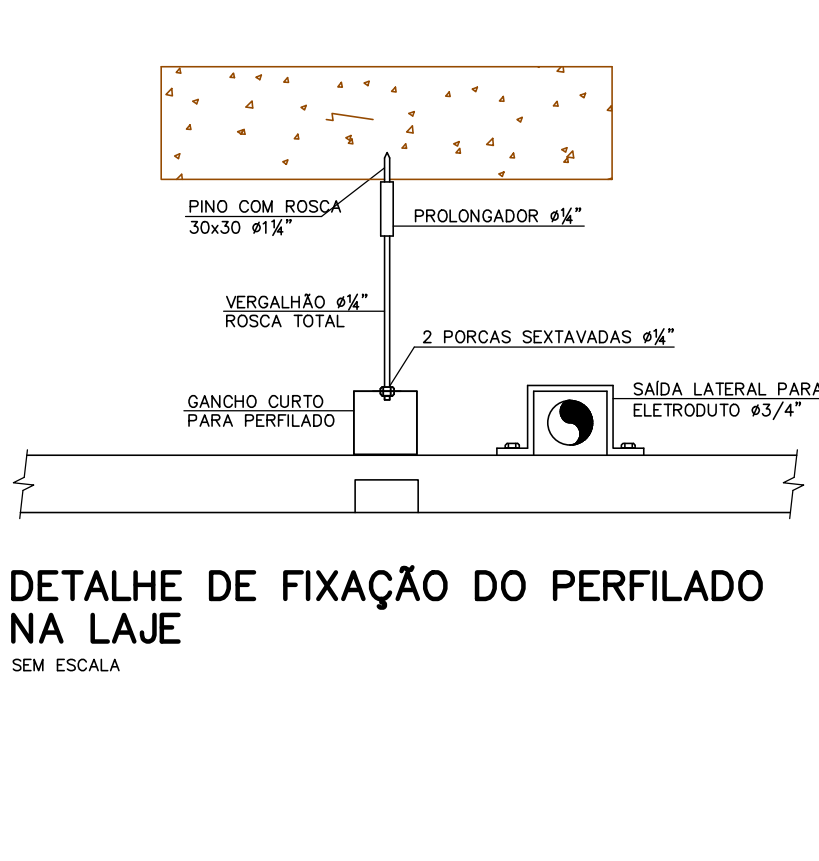 PINO COM ROSCA
30x30 ø1¼”
PROLONGADOR ø¼”
VERGALHÃO ø¼”
ROSCA TOTAL
2 PORCAS SEXTAVADAS ø¼”
GANCHO CURTO
PARA PERFILADO
SAÍDA LATERAL PARA
ELETRODUTO ø3/4”
DETALHE DE FIXAÇÃO DO PERFILADO
NA LAJE
SEM ESCALA